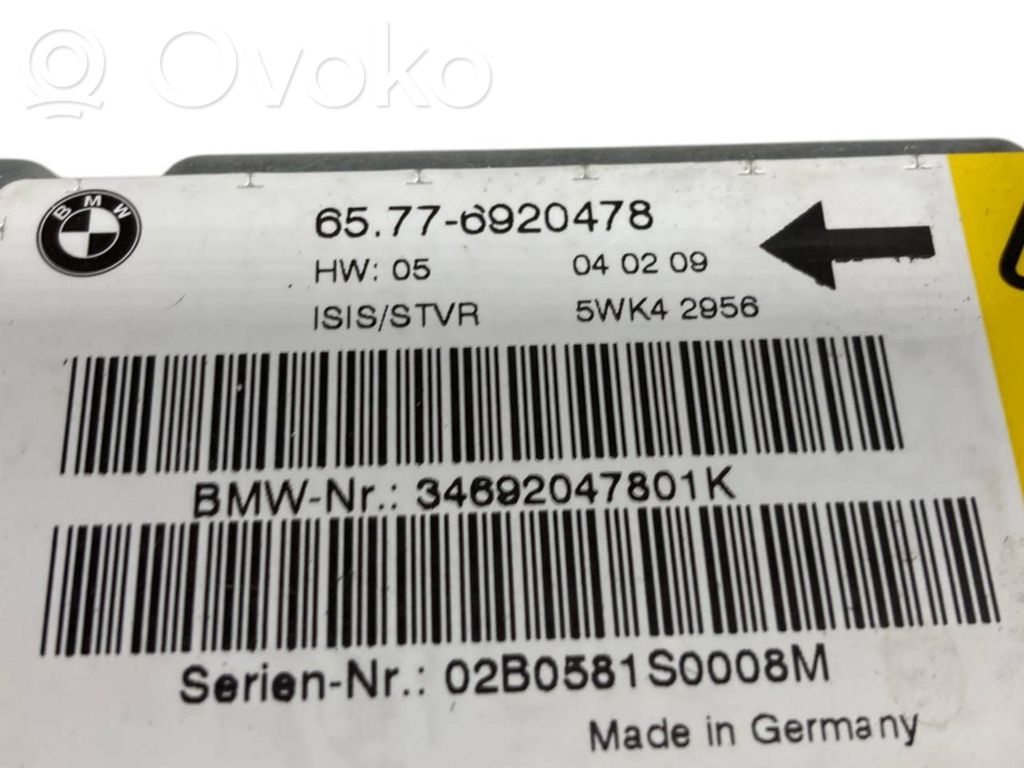 Ovoko
BMW
65.77-6920478
HW: 05 04 02 09
ISIS/STVR 5WK4 2956
BMW-Nr.: 34692047801K
Serien-Nr.: 02B0581S0008M
Made in Germany